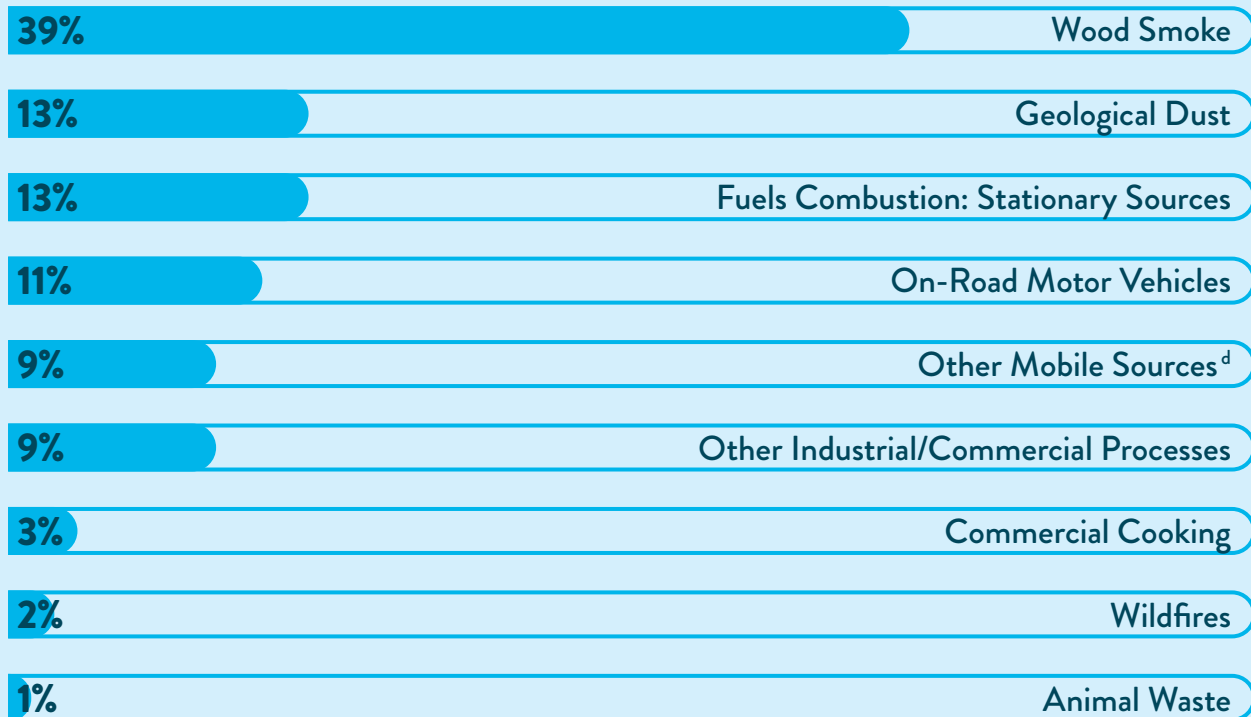 39% Wood Smoke
13% Geological Dust
13% Fuels Combustion: Stationary Sources
11% On-Road Motor Vehicles
9% Other Mobile Sources d
9% Other Industrial/Commercial Processes
3% Commercial Cooking
2% Wildfires
1% Animal Waste